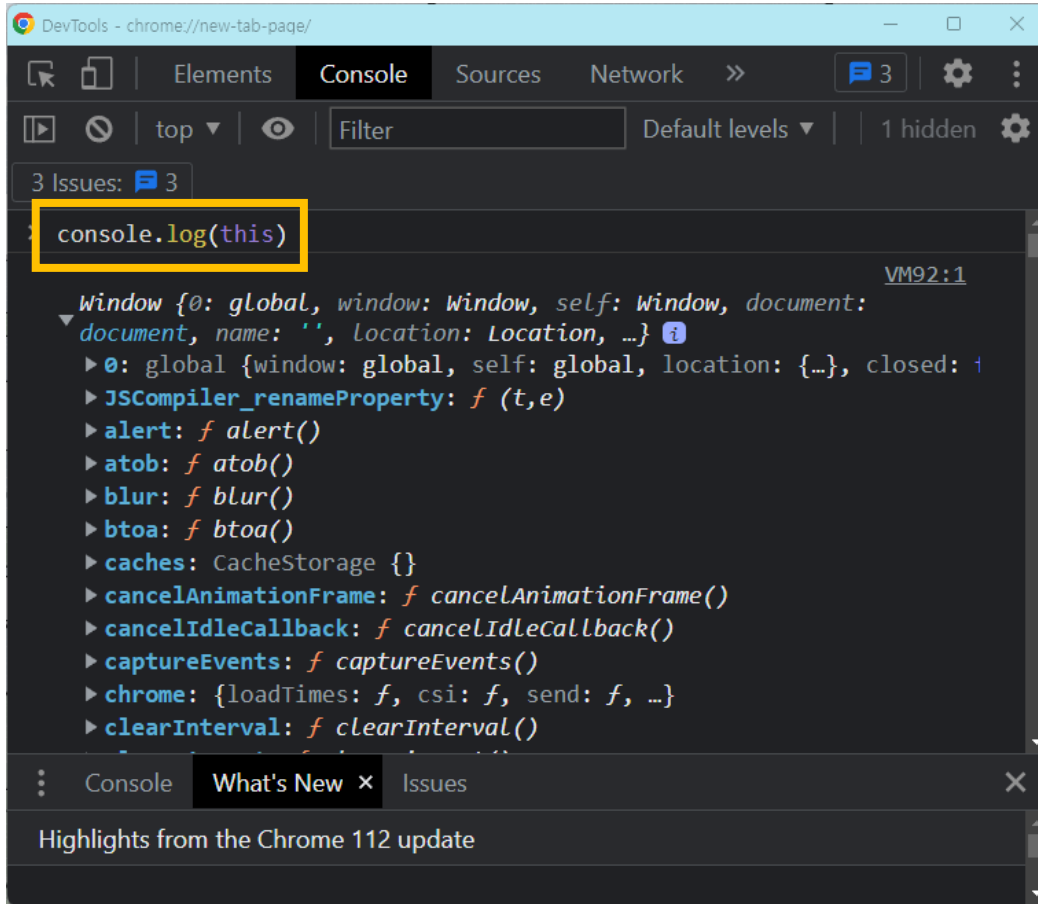 DevTools - chrome://new-tab-page/
Elements Console Sources Network » 3
top ▼ Filter Default levels ▼ 1 hidden
3 Issues: 3
> console.log(this)
VM92:1
Window {0: global, window: Window, self: Window, document:
document, name: '', location: Location, …} i
▶0: global {window: global, self: global, location: {…}, closed:
▶JSCompiler_renameProperty: ƒ (t,e)
▶alert: ƒ alert()
▶atob: ƒ atob()
▶blur: ƒ blur()
▶btoa: ƒ btoa()
▶caches: CacheStorage {}
▶cancelAnimationFrame: ƒ cancelAnimationFrame()
▶cancelIdleCallback: ƒ cancelIdleCallback()
▶captureEvents: ƒ captureEvents()
▶chrome: {loadTimes: ƒ, csi: ƒ, send: ƒ, …}
▶clearInterval: ƒ clearInterval()
Console What's New × Issues
Highlights from the Chrome 112 update